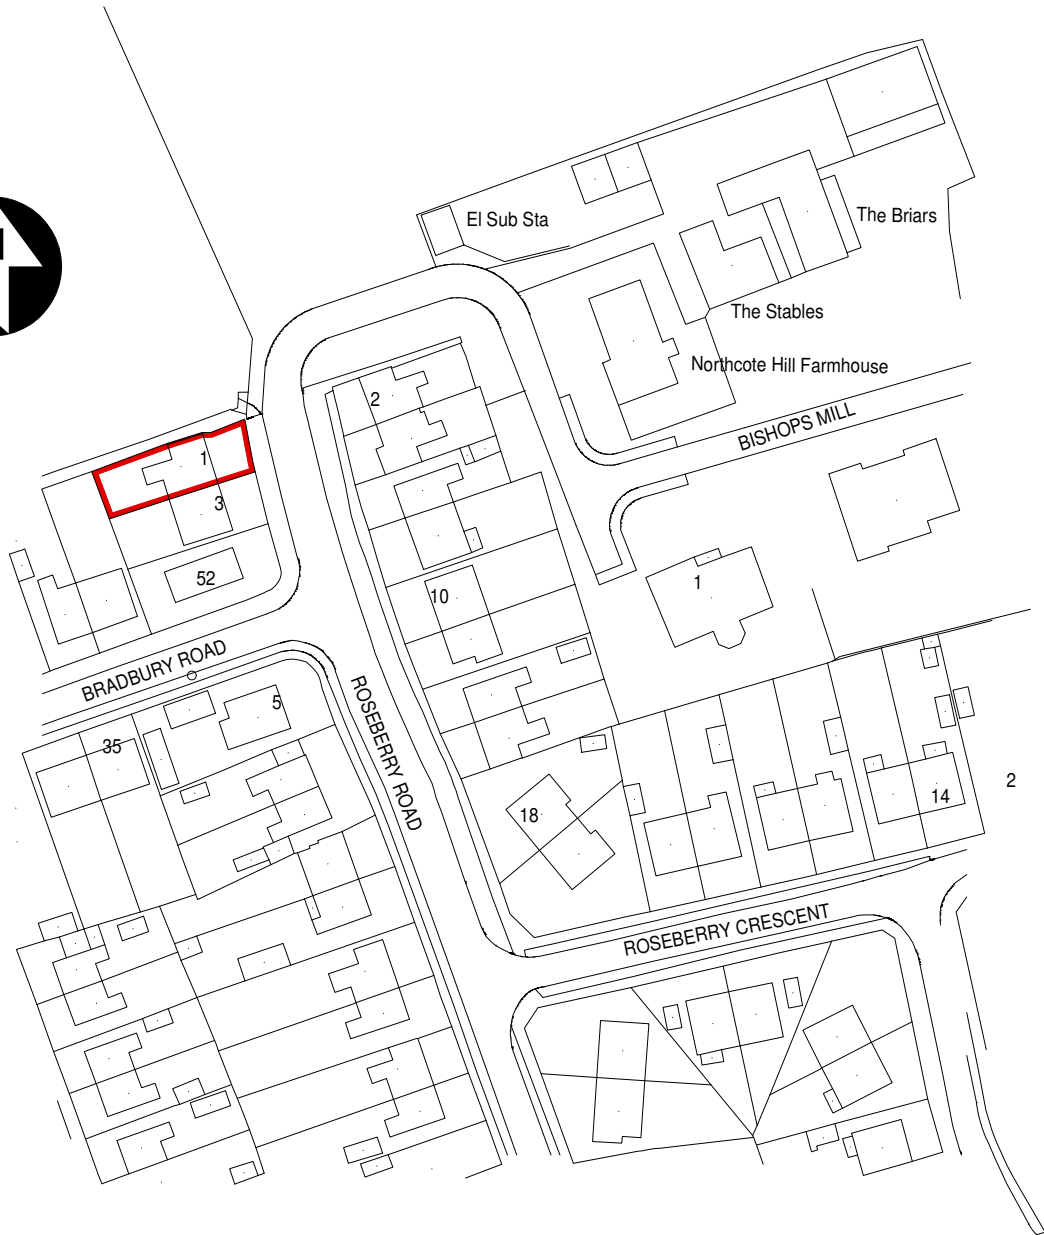 El Sub Sta
The Briars
The Stables
Northcote Hill Farmhouse
2
BISHOPS MILL
1
3
52
10
1
BRADBURY ROAD
5
35
ROSEBERRY ROAD
18
14
2
ROSEBERRY CRESCENT